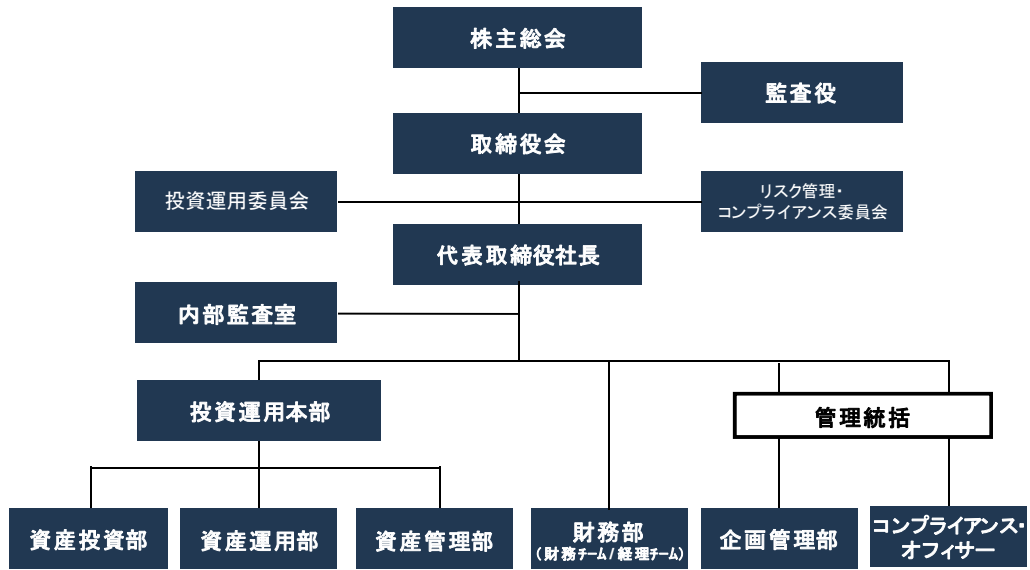 株主総会
監査役
取締役会
投資運用委員会
リスク管理・
コンプライアンス委員会
代表取締役社長
内部監査室
投資運用本部
管理統括
資産投資部
資産運用部
資産管理部
財務部
(財務ﾁｰﾑ/経理ﾁｰﾑ)
企画管理部
コンプライアンス・
オフィサー